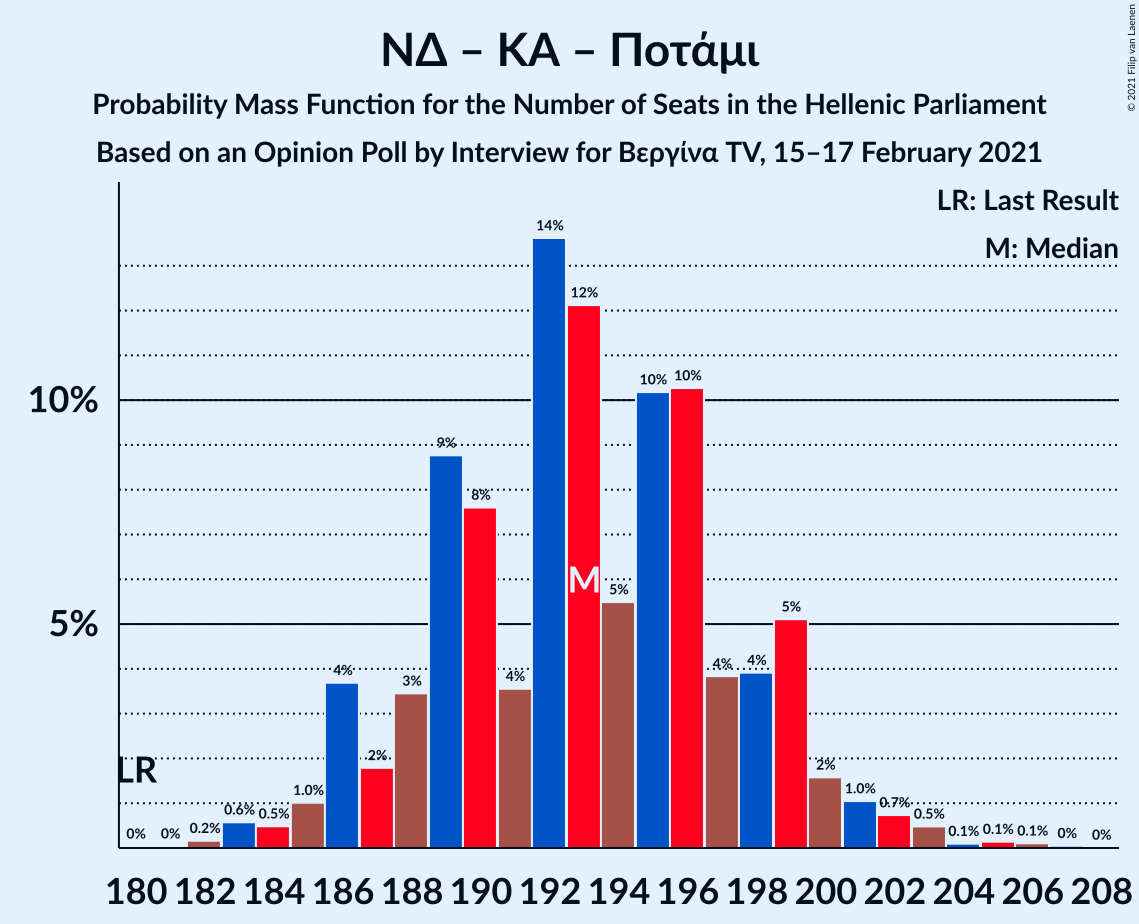 ΝΔ – ΚΑ – Ποτάμι
Probability Mass Function for the Number of Seats in the Hellenic Parliament
Based on an Opinion Poll by Interview for Βεργίνα TV, 15–17 February 2021
© 2021 Filip van Laenen
LR: Last Result
M: Median
14%
12%
10% 10%
10%
9%
8%
M
5% 5%
5%
4% 3% 4% 4% 4%
2% 2%
LR
0% 0% 0.2% 0.6% 0.5% 1.0% 1.0% 0.7% 0.5% 0.1% 0.1% 0.1% 0% 0%
180 182 184 186 188 190 192 194 196 198 200 202 204 206 208